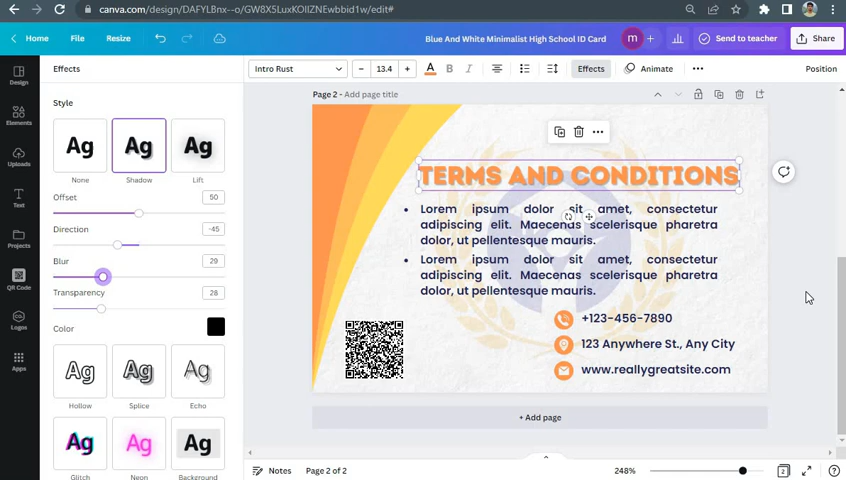 canva.com/design/DAFYLBnx--o/GW8X5LuxKOIIZNEwbbid1w/edit#
Home
File
Resize
Blue And White Minimalist High School ID Card
m
Send to teacher
Share
Design
Elements
Uploads
Text
Projects
QR Code
Logos
Apps
Effects
Intro Rust
13.4
A
B
I
Effects
Animate
Position
Style
Ag
Ag
Ag
None
Shadow
Lift
Offset
50
Direction
-45
Blur
29
Transparency
28
Color
Ag
Ag
Ag
Hollow
Splice
Echo
Ag
Ag
Ag
Glitch
Neon
Background
Page 2 - Add page title
TERMS AND CONDITIONS
Lorem ipsum dolor sit amet, consectetur
adipiscing elit. Maecenas scelerisque pharetra
dolor, ut pellentesque mauris.
Lorem ipsum dolor sit amet, consectetur
adipiscing elit. Maecenas scelerisque pharetra
dolor, ut pellentesque mauris.
+123-456-7890
123 Anywhere St., Any City
www.reallygreatsite.com
+ Add page
Notes
Page 2 of 2
248%
2